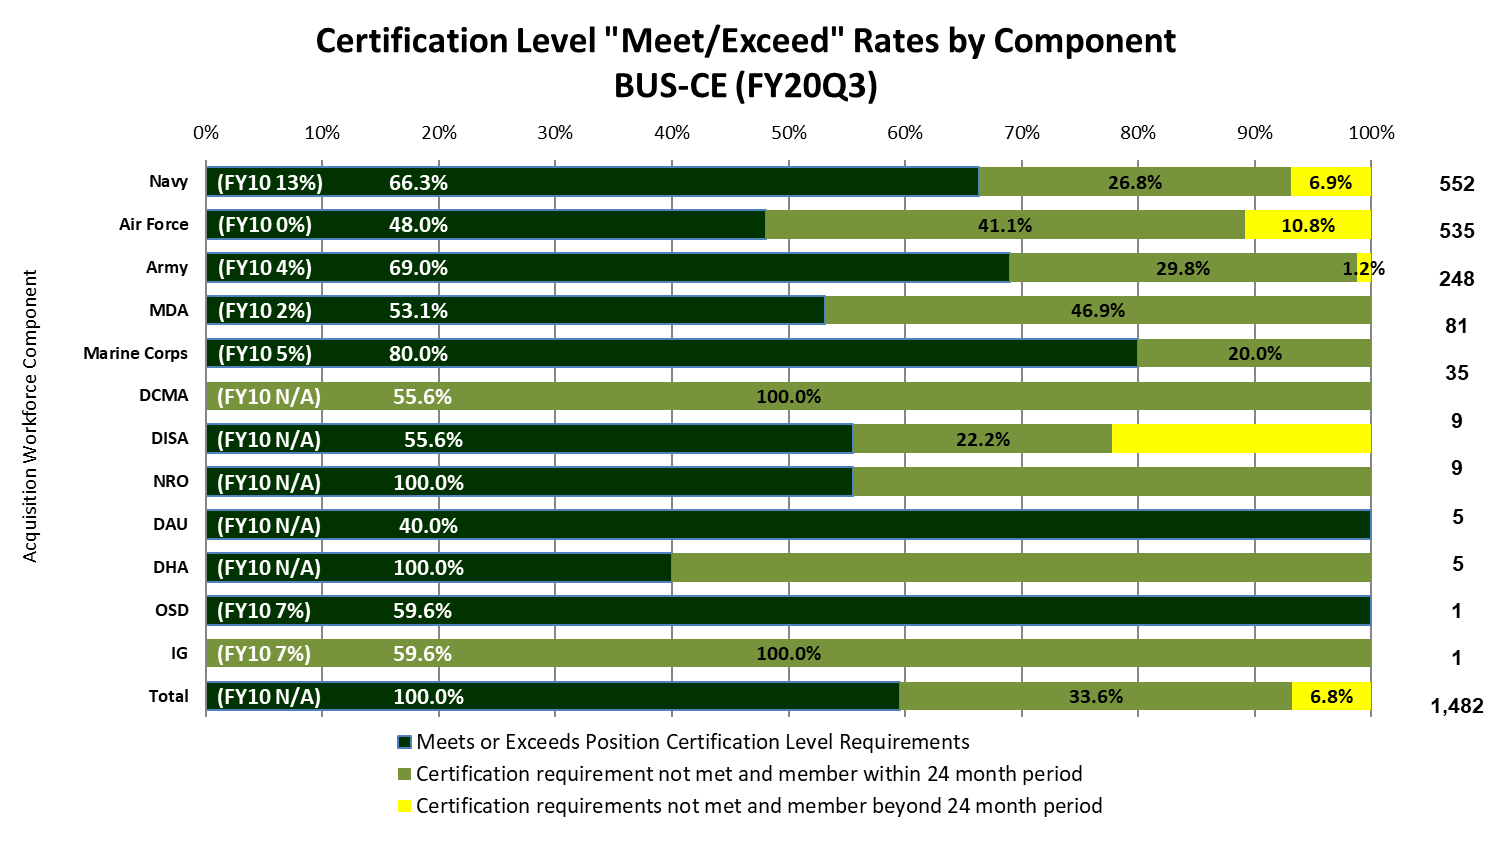 Certification Level "Meet/Exceed" Rates by Component
BUS-CE (FY20Q3)
0% 10% 20% 30% 40% 50% 60% 70% 80% 90% 100%
Acquisition Workforce Component
Navy (FY10 13%) 66.3% 26.8% 6.9% 552
Air Force (FY10 0%) 48.0% 41.1% 10.8% 535
Army (FY10 4%) 69.0% 29.8% 1.2% 248
MDA (FY10 2%) 53.1% 46.9% 81
Marine Corps (FY10 5%) 80.0% 20.0% 35
DCMA (FY10 N/A) 55.6% 100.0% 9
DISA (FY10 N/A) 55.6% 22.2% 9
NRO (FY10 N/A) 100.0% 5
DAU (FY10 N/A) 40.0% 5
DHA (FY10 N/A) 100.0% 1
OSD (FY10 7%) 59.6% 1
IG (FY10 7%) 59.6% 100.0%
Total (FY10 N/A) 100.0% 33.6% 6.8% 1,482
Meets or Exceeds Position Certification Level Requirements
Certification requirement not met and member within 24 month period
Certification requirements not met and member beyond 24 month period